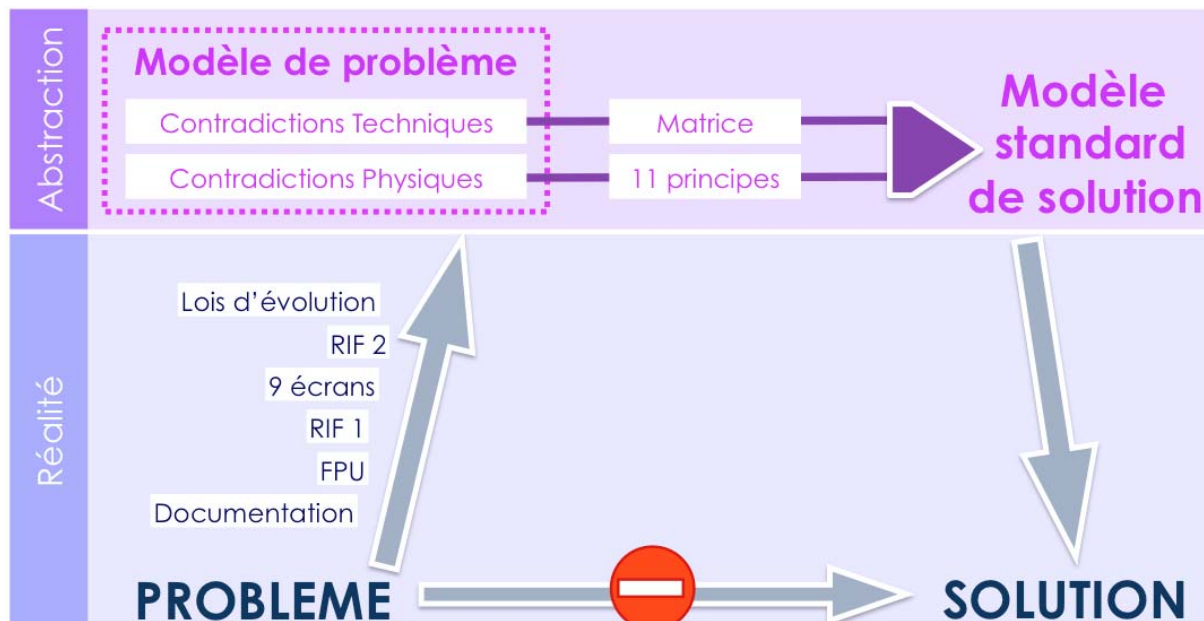 Abstraction
Modèle de problème
Contradictions Techniques
Matrice
Contradictions Physiques
11 principes
Modèle
standard
de solution
Réalité
Lois d'évolution
RIF 2
9 écrans
RIF 1
FPU
Documentation
PROBLEME
SOLUTION